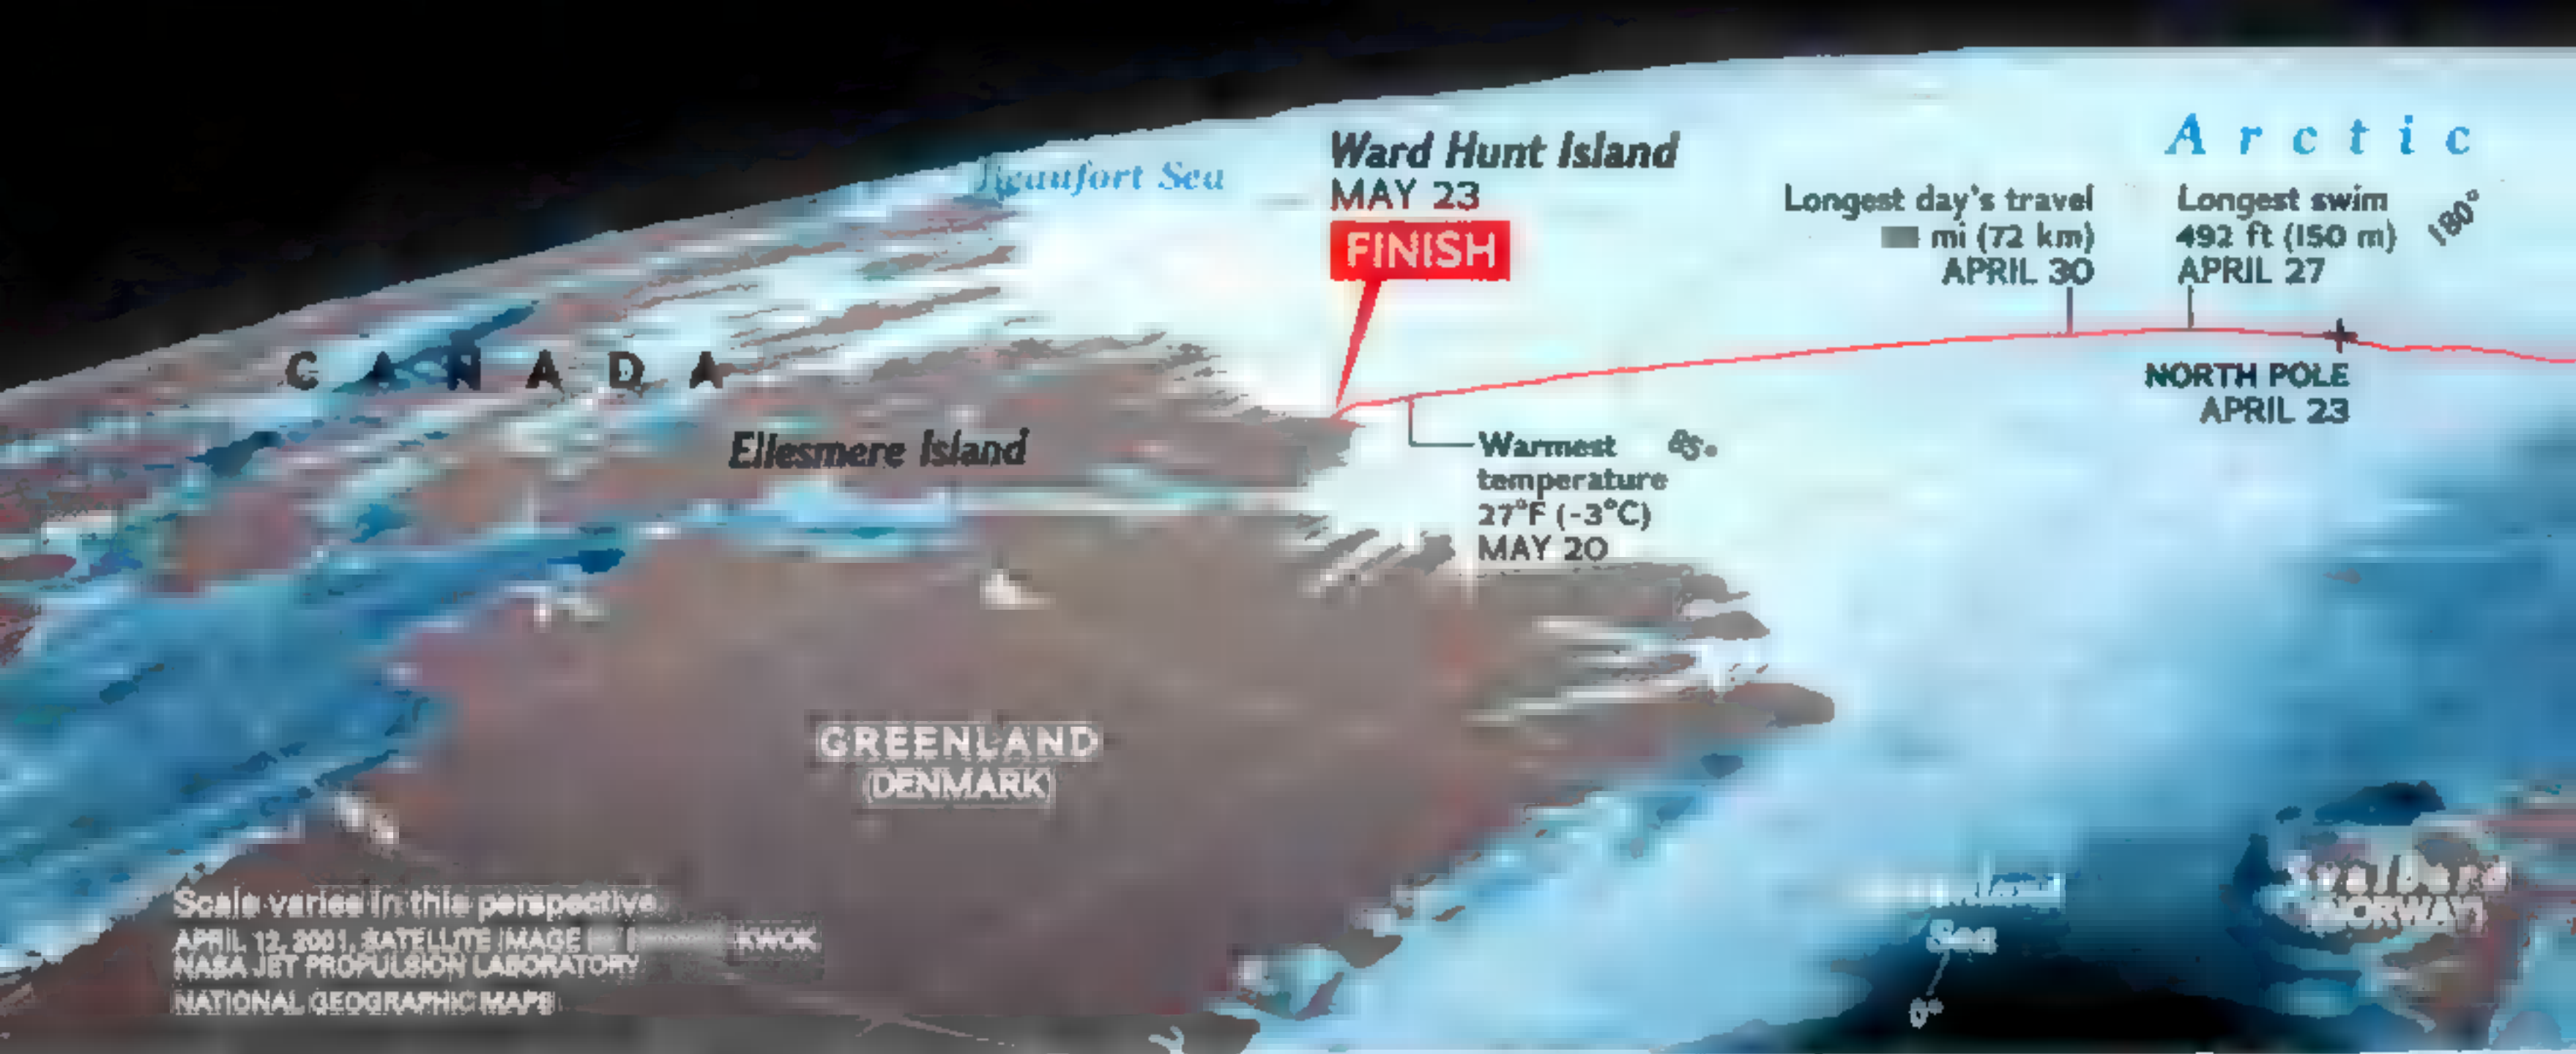 Arctic
Beaufort Sea
Ward Hunt Island
MAY 23
FINISH
Longest day's travel
mi (72 km)
APRIL 30
Longest swim
492 ft (150 m)
APRIL 27
180°
CANADA
NORTH POLE
APRIL 23
Ellesmere Island
Warmest
temperature
27°F (-3°C)
MAY 20
85°
GREENLAND
(DENMARK)
Svalbard
(NORWAY)
Sea
0°
Scale varies in this perspective.
APRIL 12, 2001, SATELLITE IMAGE KWOK
NASA JET PROPULSION LABORATORY
NATIONAL GEOGRAPHIC MAPS